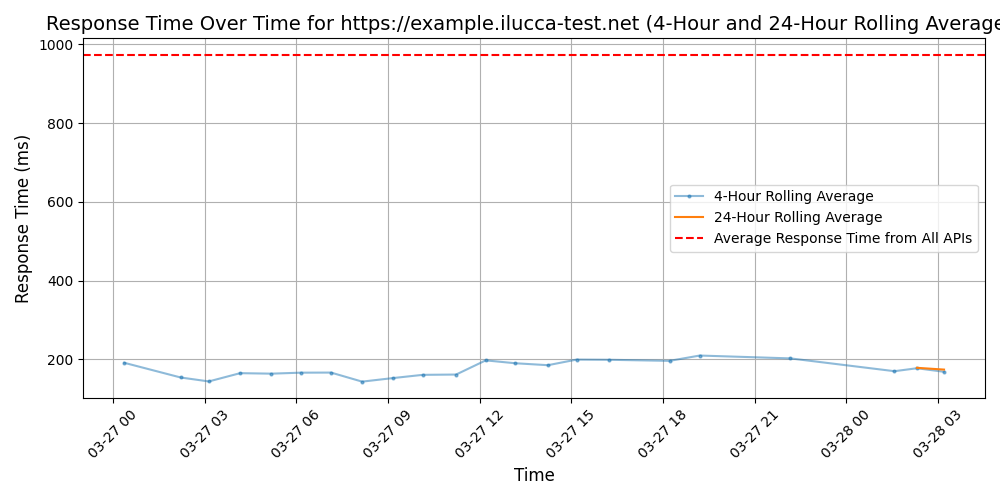 Response Time Over Time for https://example.ilucca-test.net (4-Hour and 24-Hour Rolling Average
Response Time (ms)
1000
800
600
400
200
4-Hour Rolling Average
24-Hour Rolling Average
Average Response Time from All APIs
03-27 00
03-27 03
03-27 06
03-27 09
03-27 12
03-27 15
03-27 18
03-27 21
03-28 00
03-28 03
Time